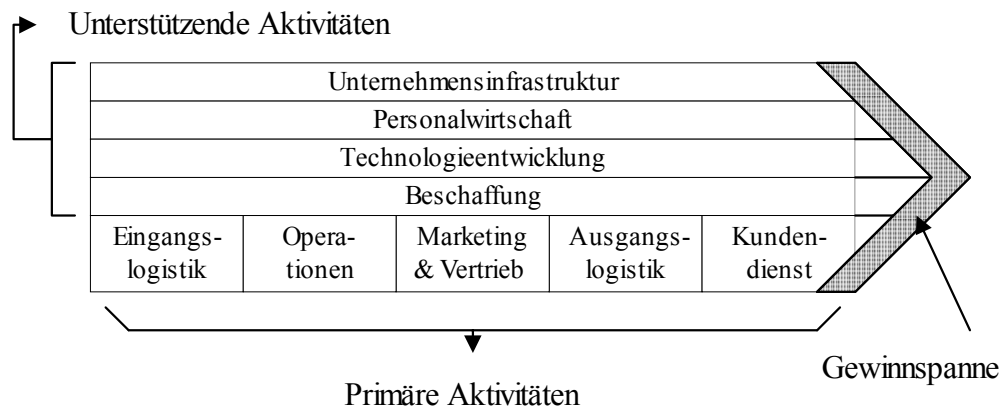 Unterstützende Aktivitäten
Unternehmensinfrastruktur
Personalwirtschaft
Technologieentwicklung
Beschaffung
Eingangs-
logistik
Opera-
tionen
Marketing
& Vertrieb
Ausgangs-
logistik
Kunden-
dienst
Gewinnspanne
Primäre Aktivitäten